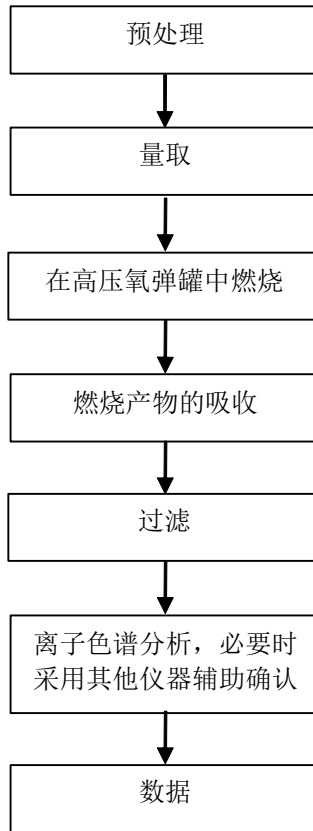 预处理
量取
在高压氧弹罐中燃烧
燃烧产物的吸收
过滤
离子色谱分析，必要时
采用其他仪器辅助确认
数据